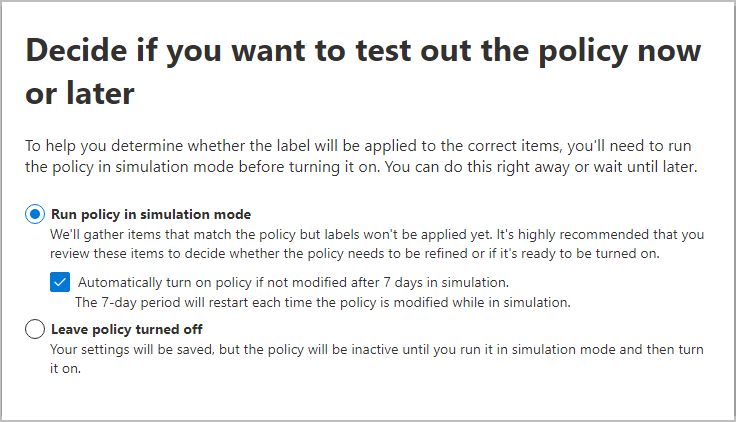 Decide if you want to test out the policy now
or later
To help you determine whether the label will be applied to the correct items, you'll need to run
the policy in simulation mode before turning it on. You can do this right away or wait until later.
Run policy in simulation mode
We'll gather items that match the policy but labels won't be applied yet. It's highly recommended that you
review these items to decide whether the policy needs to be refined or if it's ready to be turned on.
Automatically turn on policy if not modified after 7 days in simulation.
The 7-day period will restart each time the policy is modified while in simulation.
Leave policy turned off
Your settings will be saved, but the policy will be inactive until you run it in simulation mode and then turn
it on.